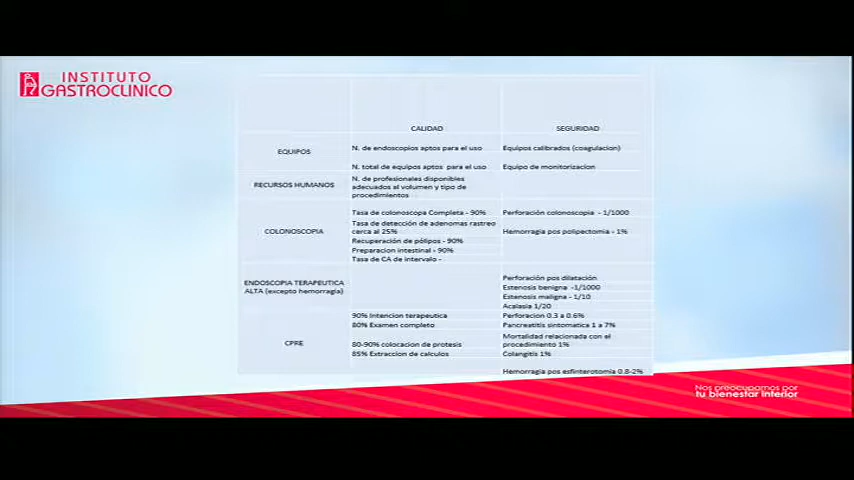 INSTITUTO
GASTROCLINICO
CALIDAD
SEGURIDAD
EQUIPOS
N. de endoscopios aptos para el uso
Equipos calibrados (coagulacion)
N. total de equipos aptos para el uso
Equipo de monitorizacion
RECURSOS HUMANOS
N. de profesionales disponibles
adecuados al volumen y tipo de
procedimientos
COLONOSCOPIA
Tasa de colonoscopa Completa - 90%
Perforación colonoscopia - 1/1000
Tasa de detección de adenomas rastreo
cerca al 25%
Hemorragia pos polipectomia - 1%
Recuperación de pólipos - 90%
Preparacion intestinal - 90%
Tasa de CA de intervalo -
ENDOSCOPIA TERAPEUTICA
ALTA (excepto hemorragia)
Perforación pos dilatación
Estenosis benigna -1/1000
Estenosis maligna - 1/10
Acalasia 1/20
CPRE
90% Intencion terapeutica
Perforacion 0.3 a 0.6%
80% Examen completo
Pancreatitis sintomatica 1 a 7%
80-90% colocacion de protesis
Mortalidad relacionada con el
procedimiento 1%
85% Extraccion de calculos
Colangitis 1%
Hemorragia pos esfinterotomia 0.8-2%
Nos preocupamos por
tu bienestar interior